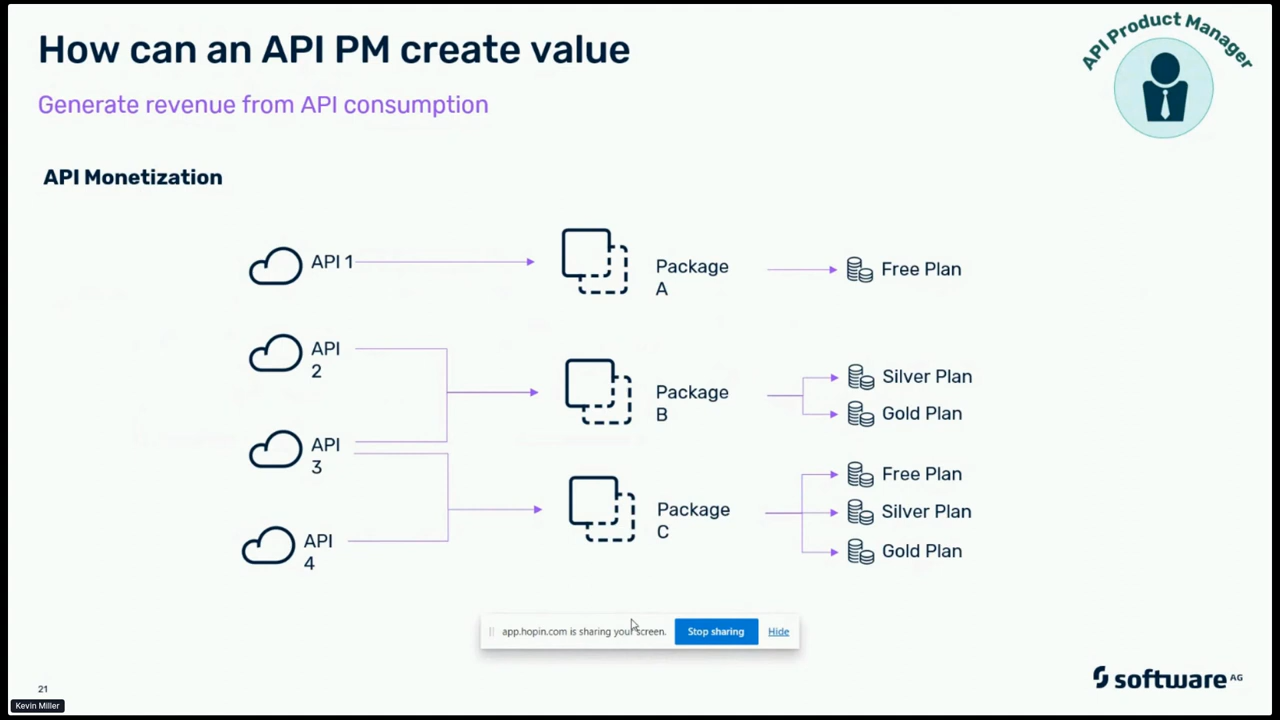 How can an API PM create value
API Product Manager
Generate revenue from API consumption
API Monetization
API 1
Package
A
Free Plan
API
2
Package
B
Silver Plan
Gold Plan
API
3
Package
C
Free Plan
Silver Plan
Gold Plan
API
4
app.hopin.com is sharing your screen.
Stop sharing
Hide
21
Kevin Miller
software AG